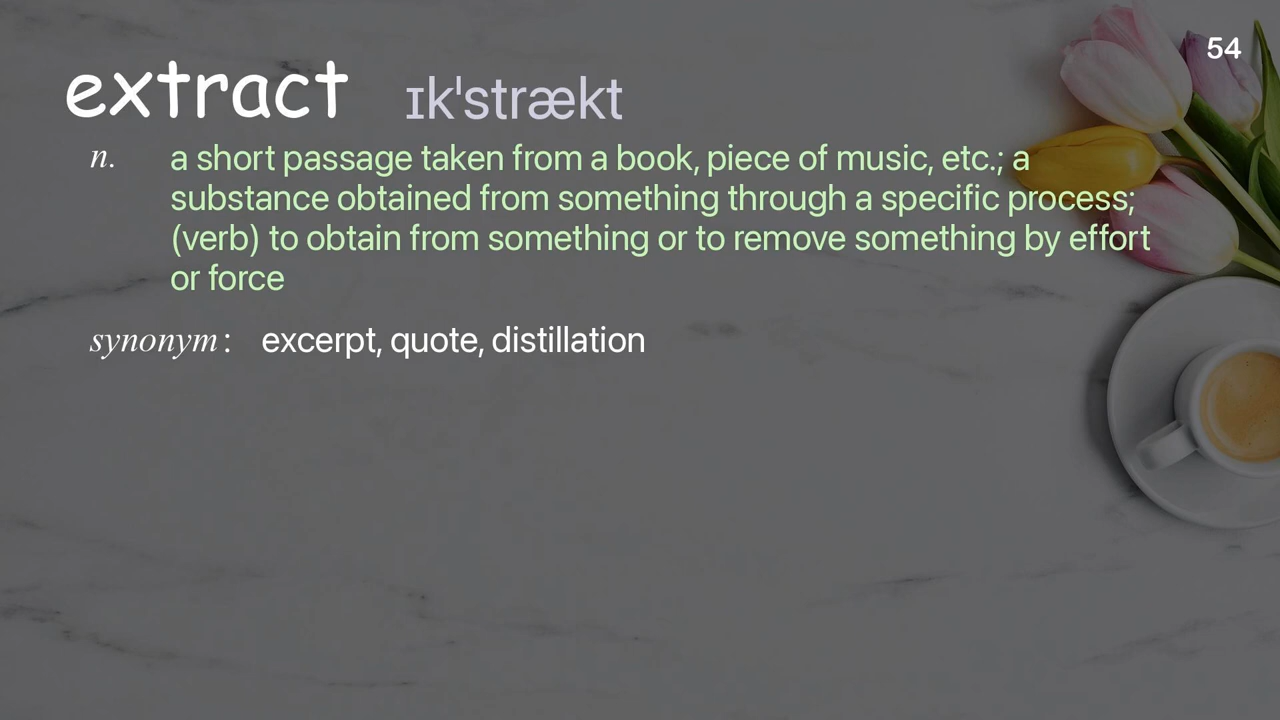 54
extract ɪk'strækt
n. a short passage taken from a book, piece of music, etc.; a
substance obtained from something through a specific process;
(verb) to obtain from something or to remove something by effort
or force
synonym: excerpt, quote, distillation